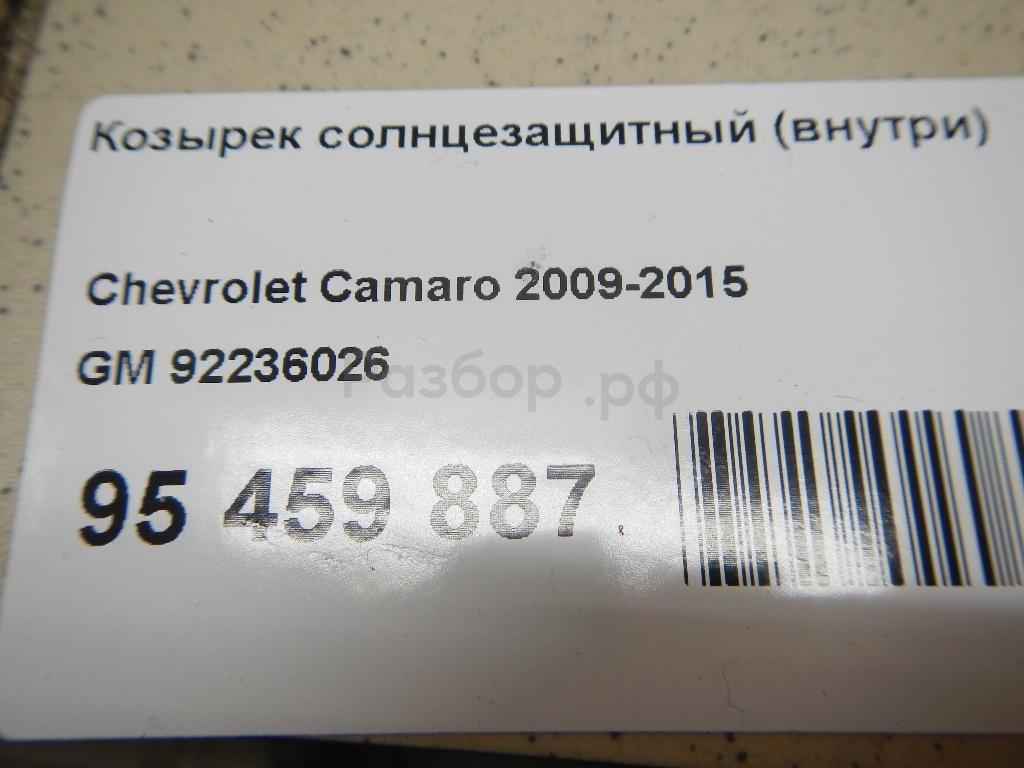 Козырек солнцезащитный (внутри)
Chevrolet Camaro 2009-2015
GM 92236026
Разбор.рф
95 459 887